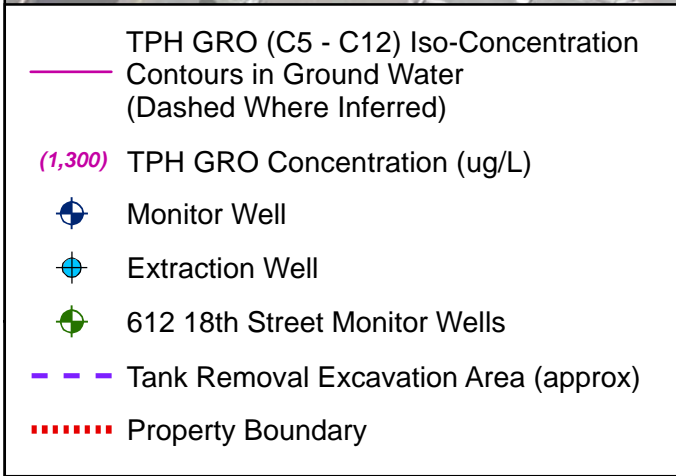 TPH GRO (C5 - C12) Iso-Concentration
Contours in Ground Water
(Dashed Where Inferred)
(1,300) TPH GRO Concentration (ug/L)
Monitor Well
Extraction Well
612 18th Street Monitor Wells
Tank Removal Excavation Area (approx)
Property Boundary